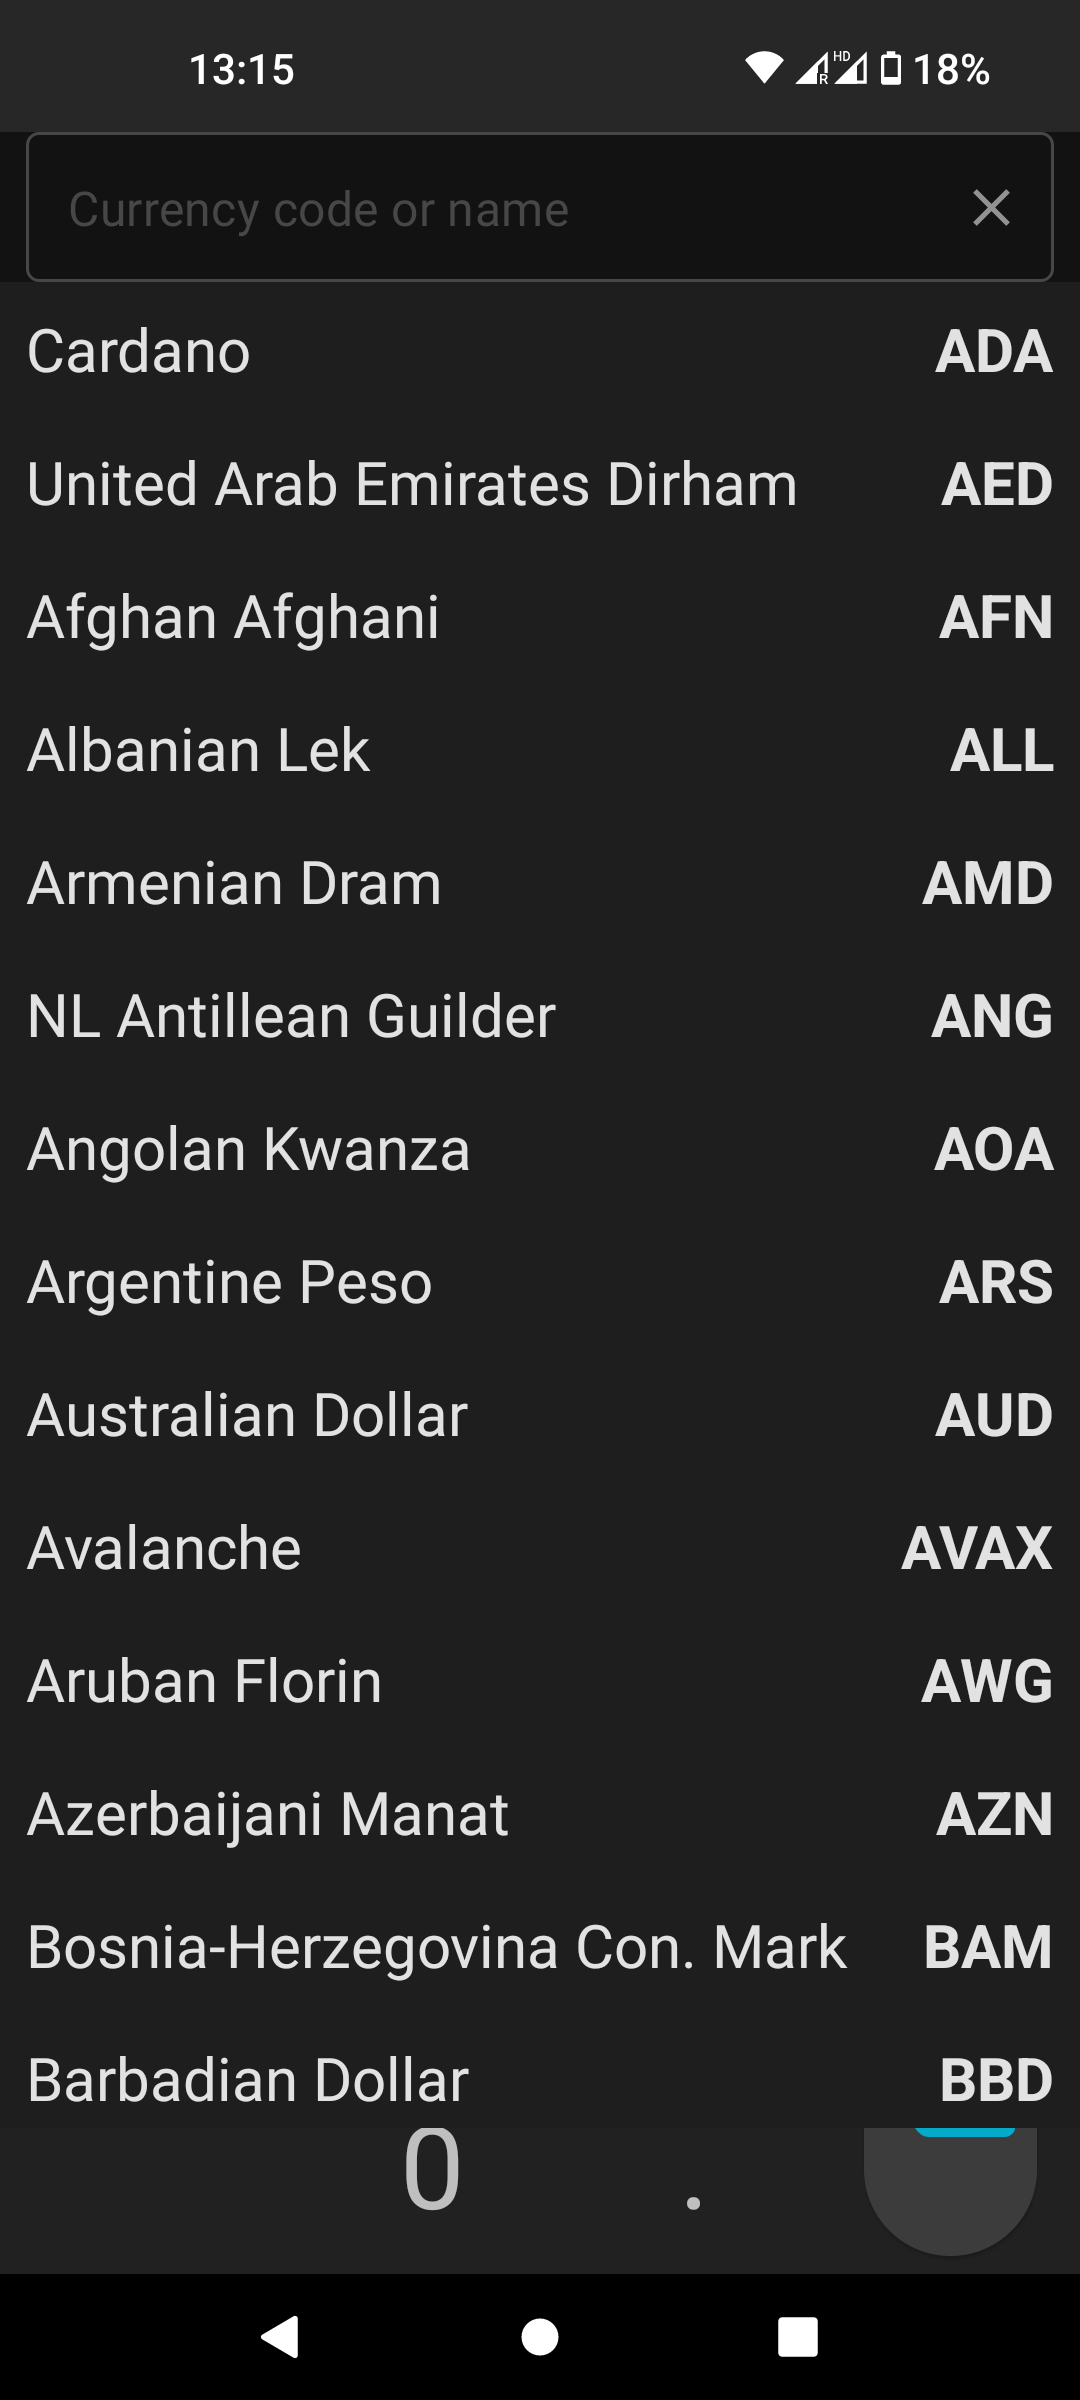 13:15
R
HD
18%
Currency code or name
Cardano ADA
United Arab Emirates Dirham AED
Afghan Afghani AFN
Albanian Lek ALL
Armenian Dram AMD
NL Antillean Guilder ANG
Angolan Kwanza AOA
Argentine Peso ARS
Australian Dollar AUD
Avalanche AVAX
Aruban Florin AWG
Azerbaijani Manat AZN
Bosnia-Herzegovina Con. Mark BAM
Barbadian Dollar BBD
0 .